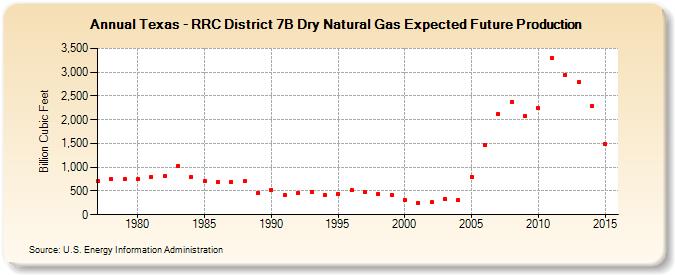 Annual Texas - RRC District 7B Dry Natural Gas Expected Future Production
Billion Cubic Feet
3,500
3,000
2,500
2,000
1,500
1,000
500
0
1980 1985 1990 1995 2000 2005 2010 2015
Source: U.S. Energy Information Administration